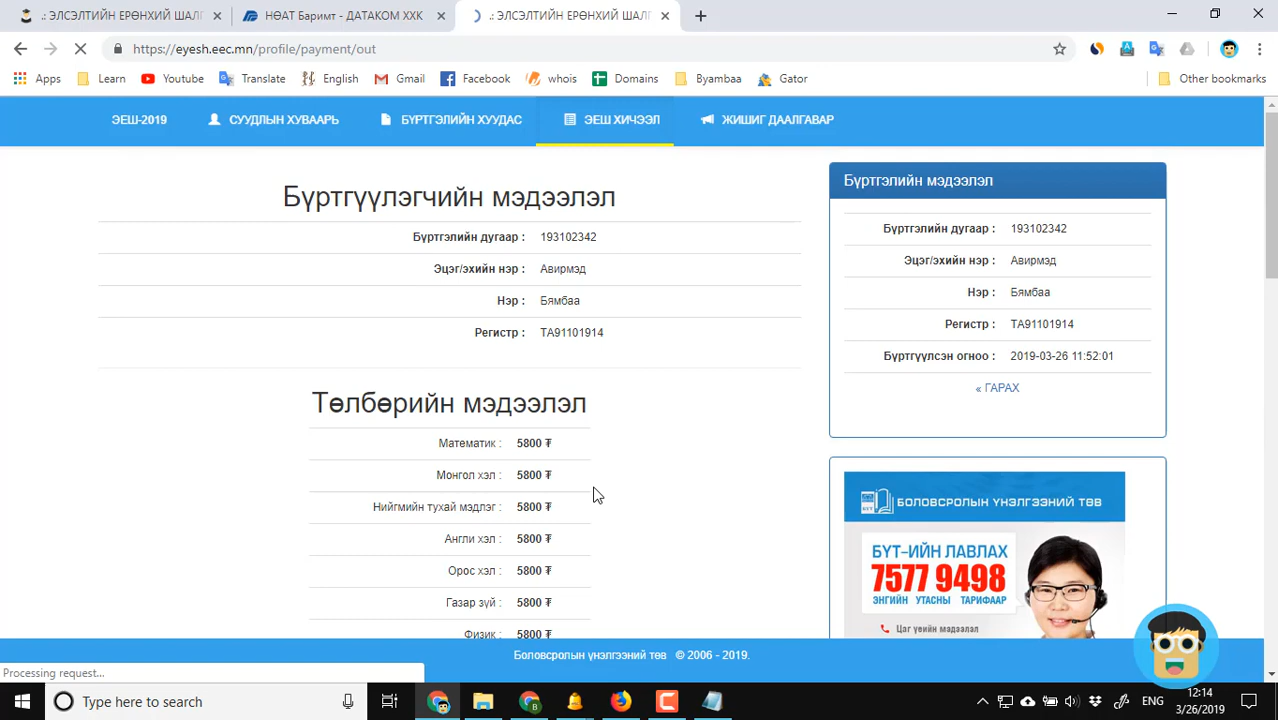 .: ЭЛСЭЛТИЙН ЕРӨНХИЙ ШАЛГ
НӨАТ Баримт - ДАТАКОМ ХХК
.: ЭЛСЭЛТИЙН ЕРӨНХИЙ ШАЛГ
https://eyesh.eec.mn/profile/payment/out
Apps Learn Youtube Translate English Gmail Facebook whois Domains Byambaa Gator Other bookmarks
ЭЕШ-2019 СУУДЛЫН ХУВААРЬ БҮРТГЭЛИЙН ХУУДАС ЭЕШ ХИЧЭЭЛ ЖИШИГ ДААЛГАВАР
Бүртгүүлэгчийн мэдээлэл
Бүртгэлийн дугаар : 193102342
Эцэг/эхийн нэр : Авирмэд
Нэр : Бямбаа
Регистр : ТА91101914
Төлбөрийн мэдээлэл
Математик : 5800 ₮
Монгол хэл : 5800 ₮
Нийгмийн тухай мэдлэг : 5800 ₮
Англи хэл : 5800 ₮
Орос хэл : 5800 ₮
Газар зүй : 5800 ₮
Физик : 5800 ₮
Бүртгэлийн мэдээлэл
Бүртгэлийн дугаар : 193102342
Эцэг/эхийн нэр : Авирмэд
Нэр : Бямбаа
Регистр : ТА91101914
Бүртгүүлсэн огноо : 2019-03-26 11:52:01
« ГАРАХ
БОЛОВСРОЛЫН ҮНЭЛГЭЭНИЙ ТӨВ
БҮТ-ИЙН ЛАВЛАХ
7577 9498
ЭНГИЙН УТАСНЫ ТАРИФААР
Цаг үеийн мэдээлэл
Боловсролын үнэлгээний төв © 2006 - 2019.
Processing request...
Type here to search
ENG
12:14
3/26/2019